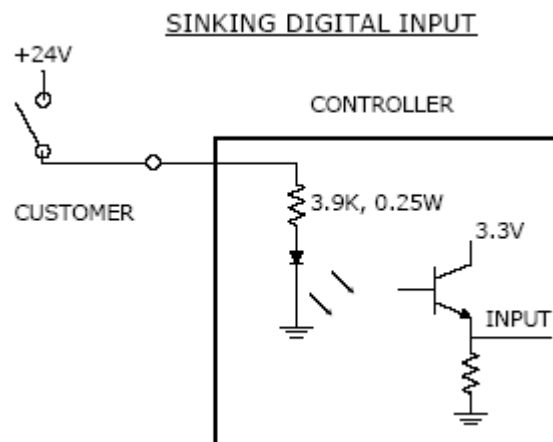 SINKING DIGITAL INPUT
+24V
CONTROLLER
CUSTOMER
3.9K, 0.25W
3.3V
INPUT